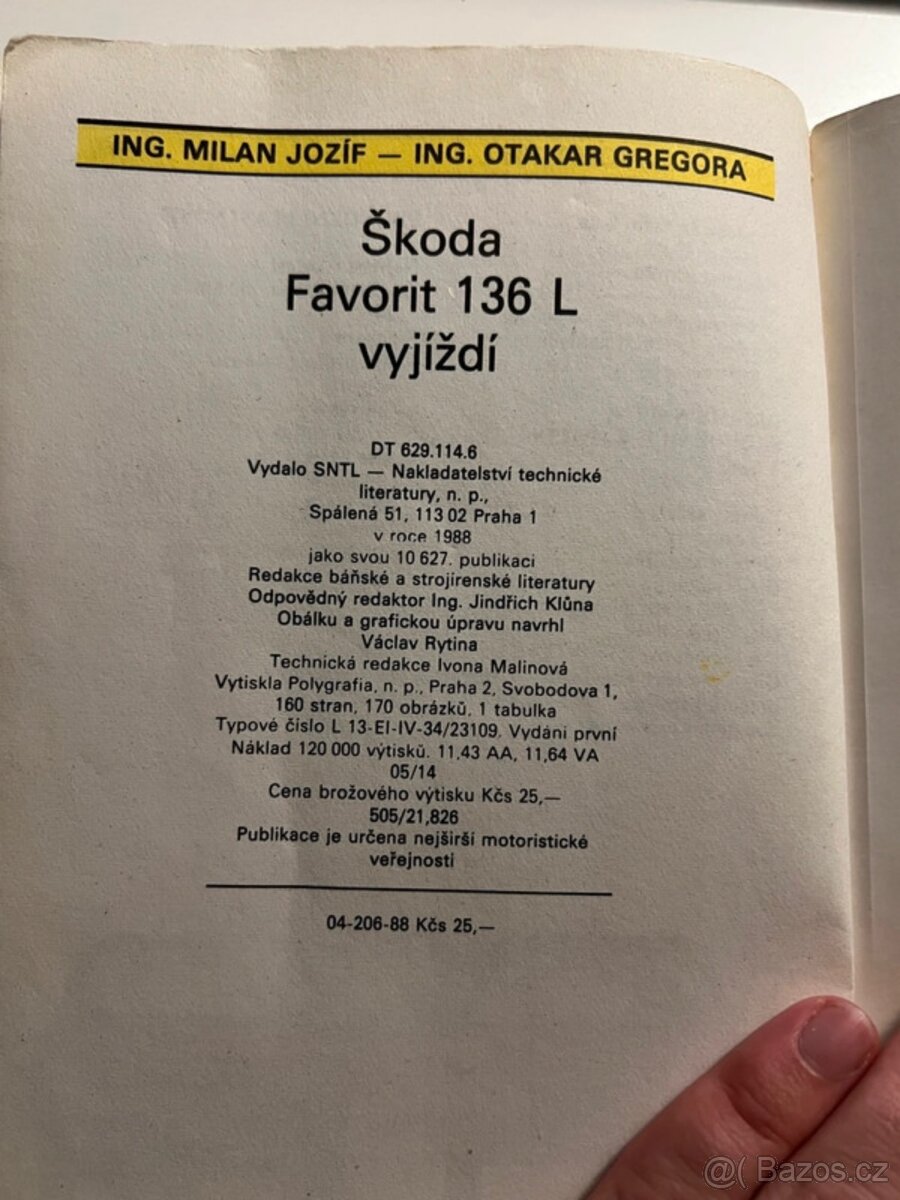 ING. MILAN JOZÍF — ING. OTAKAR GREGORA
Škoda
Favorit 136 L
vyjíždí
DT 629.114.6
Vydalo SNTL — Nakladatelství technické
literatury, n. p.,
Spálená 51, 113 02 Praha 1
v roce 1988
jako svou 10 627. publikaci
Redakce báňské a strojírenské literatury
Odpovědný redaktor Ing. Jindřich Klůna
Obálku a grafickou úpravu navrhl
Václav Rytina
Technická redakce Ivona Malinová
Vytiskla Polygrafia, n. p., Praha 2, Svobodova 1,
160 stran, 170 obrázků, 1 tabulka
Typové číslo L 13-EI-IV-34/23109. Vydání první
Náklad 120 000 výtisků. 11,43 AA, 11,64 VA
05/14
Cena brožového výtisku Kčs 25,—
505/21,826
Publikace je určena nejširší motoristické
veřejnosti
04-206-88 Kčs 25,—
@( Bazos.cz